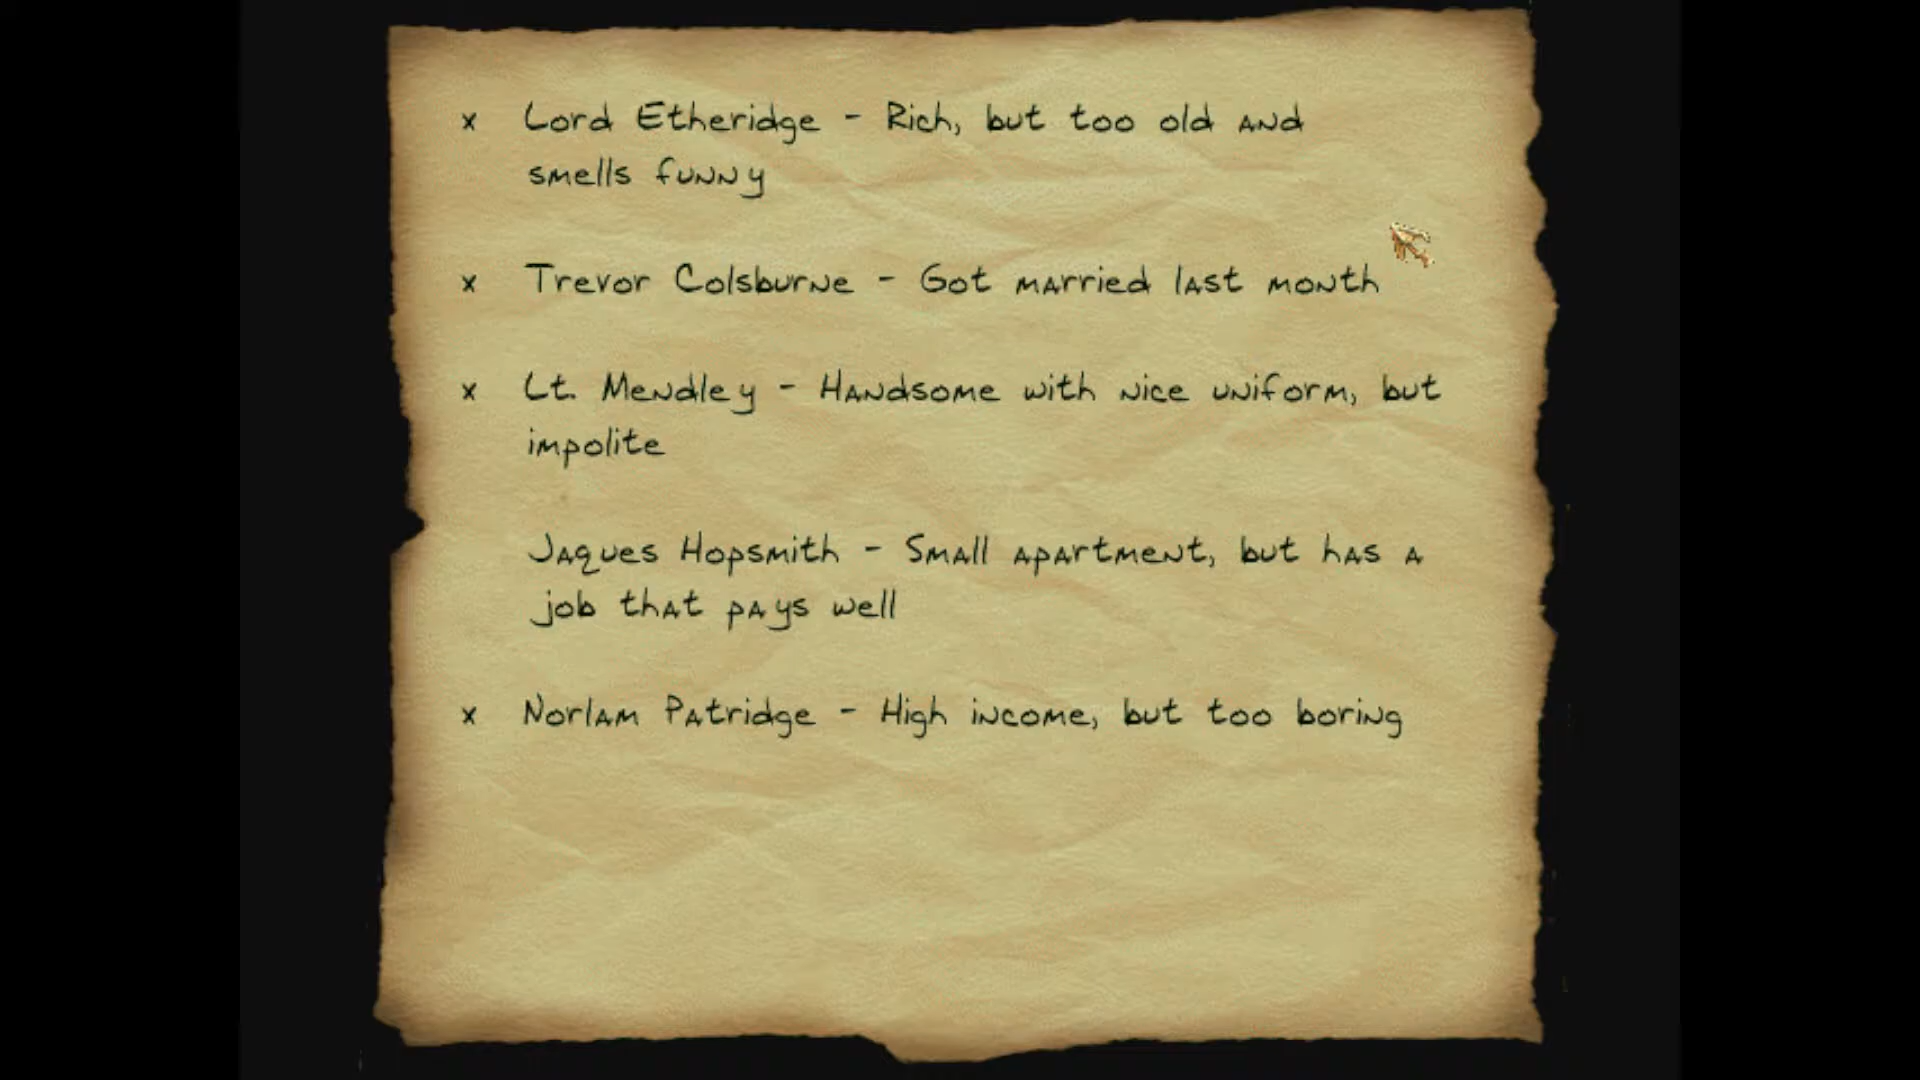 x Lord Etheridge - Rich, but too old and
smells funny
x Trevor Colsburne - Got married last month
x Lt. Mendley - Handsome with nice uniform, but
impolite
Jaques Hopsmith - Small apartment, but has a
job that pays well
x Norlam Patridge - High income, but too boring